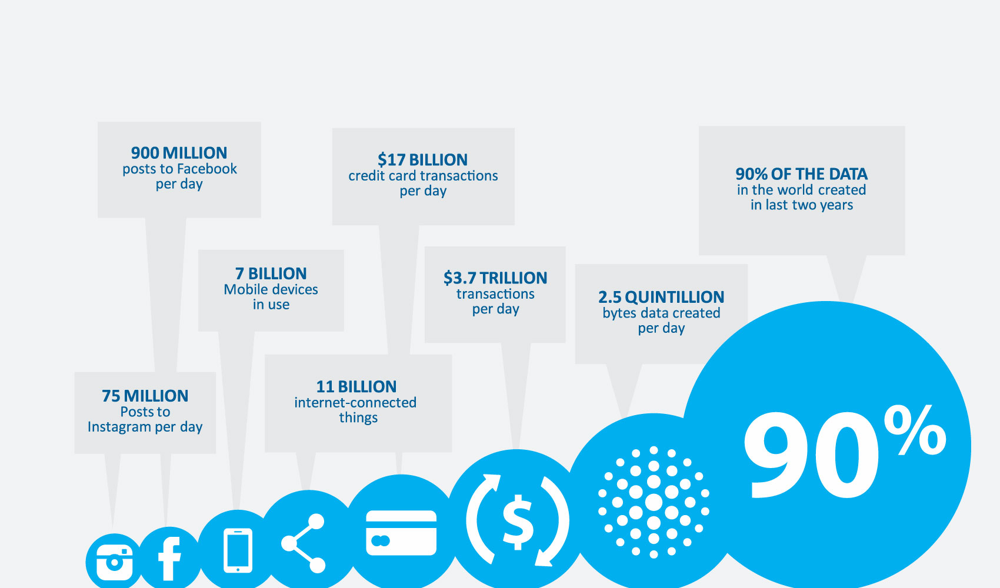 900 MILLION
posts to Facebook
per day
$17 BILLION
credit card transactions
per day
90% OF THE DATA
in the world created
in last two years
7 BILLION
Mobile devices
in use
$3.7 TRILLION
transactions
per day
2.5 QUINTILLION
bytes data created
per day
75 MILLION
Posts to
Instagram per day
11 BILLION
internet-connected
things
$
90%